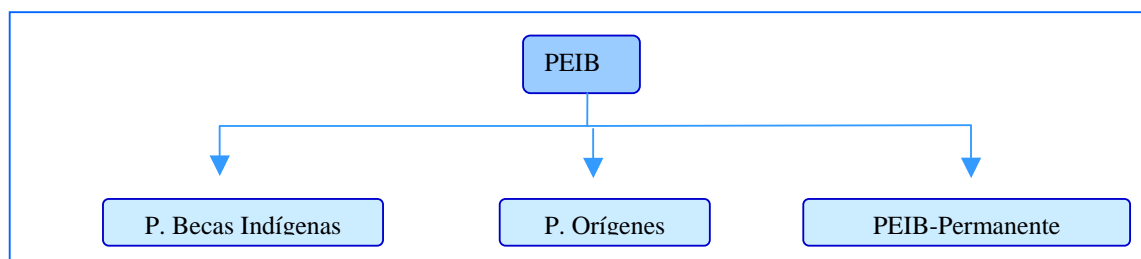 PEIB
P. Becas Indígenas
P. Orígenes
PEIB-Permanente